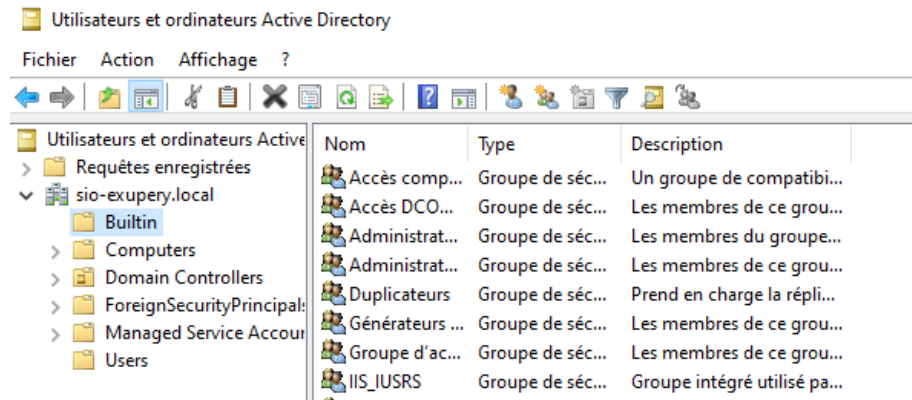 Utilisateurs et ordinateurs Active Directory
Fichier Action Affichage ?
Utilisateurs et ordinateurs Active
Requêtes enregistrées
sio-exupery.local
Builtin
Computers
Domain Controllers
ForeignSecurityPrincipals
Managed Service Accour
Users
Nom Type Description
Accès comp... Groupe de séc... Un groupe de compatibi...
Accès DCO... Groupe de séc... Les membres de ce grou...
Administrat... Groupe de séc... Les membres du groupe...
Administrat... Groupe de séc... Les membres de ce grou...
Duplicateurs Groupe de séc... Prend en charge la répli...
Générateurs ... Groupe de séc... Les membres de ce grou...
Groupe d'ac... Groupe de séc... Les membres de ce grou...
IIS_IUSRS Groupe de séc... Groupe intégré utilisé pa...